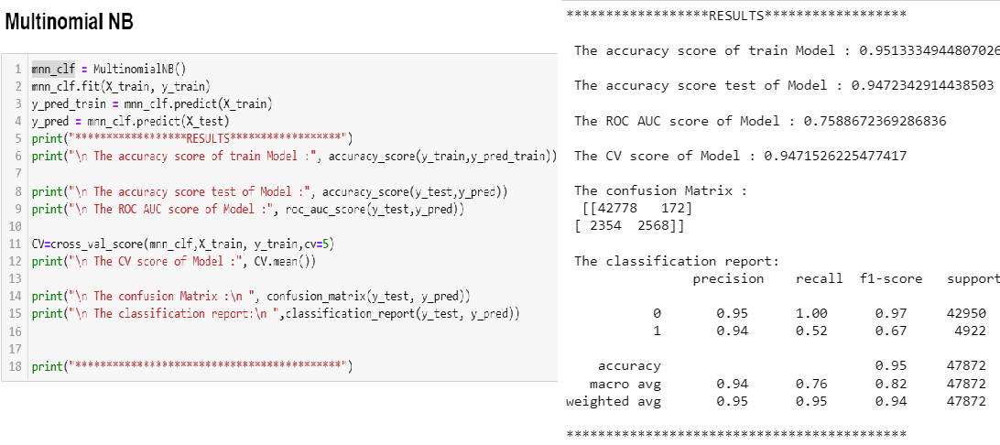 Multinomial NB
1 mnn_clf = MultinomialNB()
2 mnn_clf.fit(X_train, y_train)
3 y_pred_train = mnn_clf.predict(X_train)
4 y_pred = mnn_clf.predict(X_test)
5 print("******************RESULTS******************")
6 print("\n The accuracy score of train Model :", accuracy_score(y_train,y_pred_train))
7
8 print("\n The accuracy score test of Model :", accuracy_score(y_test,y_pred))
9 print("\n The ROC AUC score of Model :", roc_auc_score(y_test,y_pred))
10
11 CV=cross_val_score(mnn_clf,X_train, y_train,cv=5)
12 print("\n The CV score of Model :", CV.mean())
13
14 print("\n The confusion Matrix :\n ", confusion_matrix(y_test, y_pred))
15 print("\n The classification report:\n ",classification_report(y_test, y_pred))
16
17
18 print("*******************************************")
******************RESULTS******************
The accuracy score of train Model : 0.9513334944807026
The accuracy score test of Model : 0.9472342914438503
The ROC AUC score of Model : 0.7588672369286836
The CV score of Model : 0.9471526225477417
The confusion Matrix :
[[42778 172]
[ 2354 2568]]
The classification report:
precision recall f1-score support
0 0.95 1.00 0.97 42950
1 0.94 0.52 0.67 4922
accuracy 0.95 47872
macro avg 0.94 0.76 0.82 47872
weighted avg 0.95 0.95 0.94 47872
*******************************************